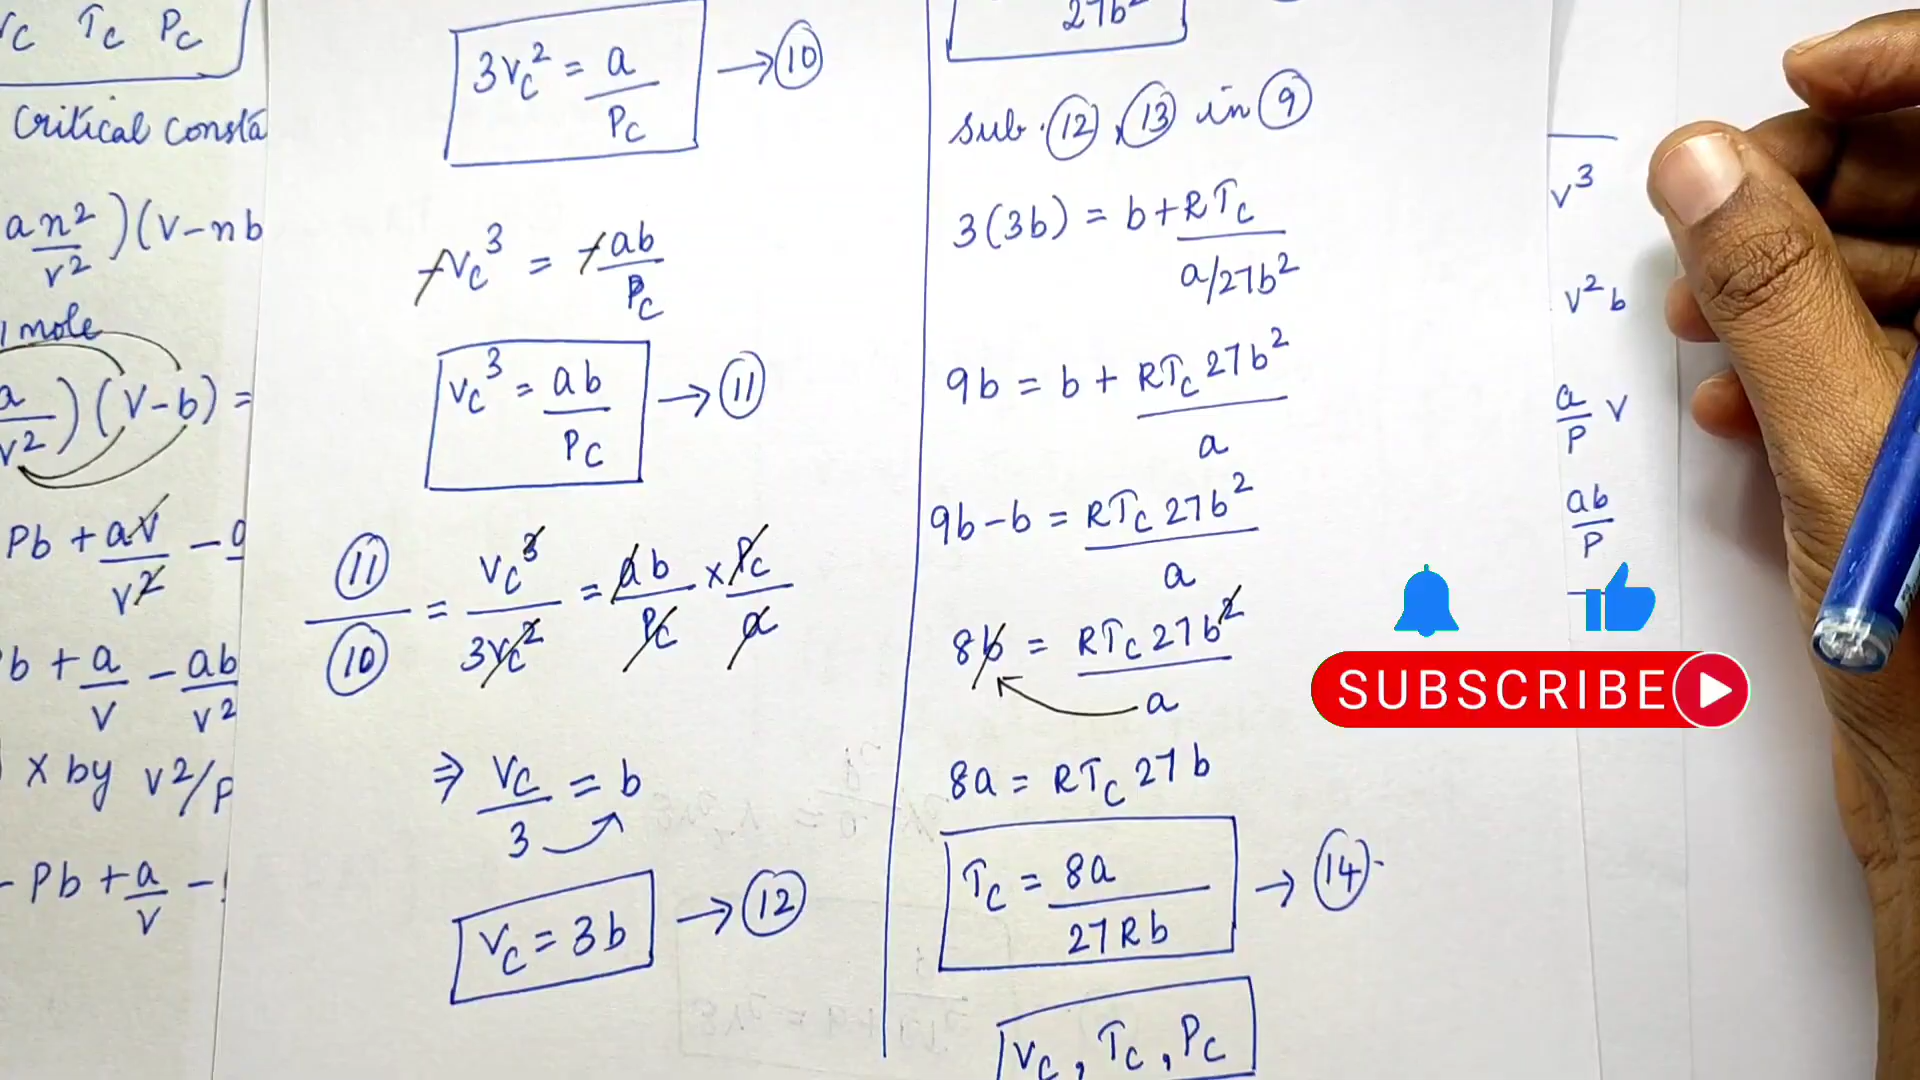 Vc Tc Pc
Critical consta
an²/v²)(V-nb
1 mole
a/v²)(V-b) =
Pb + av/v² -
b + a/v - ab/v²
x by v²/p
- Pb + a/v -
3Vc² = a/Pc → 10
-Vc³ = -ab/Pc
Vc³ = ab/Pc → 11
11/10 = Vc³/3Vc² = ab/Pc × Pc/a
⇒ Vc/3 = b
Vc = 3b → 12
27b²
sub. 12, 13 in 9
3(3b) = b + RTc/a/27b²
9b = b + RTc 27b²/a
9b - b = RTc 27b²/a
8b = RTc 27b²/a
8a = RTc 27b
Tc = 8a/27Rb → 14.
Vc, Tc, Pc
v³
v²b
a/p v
ab/p
SUBSCRIBE